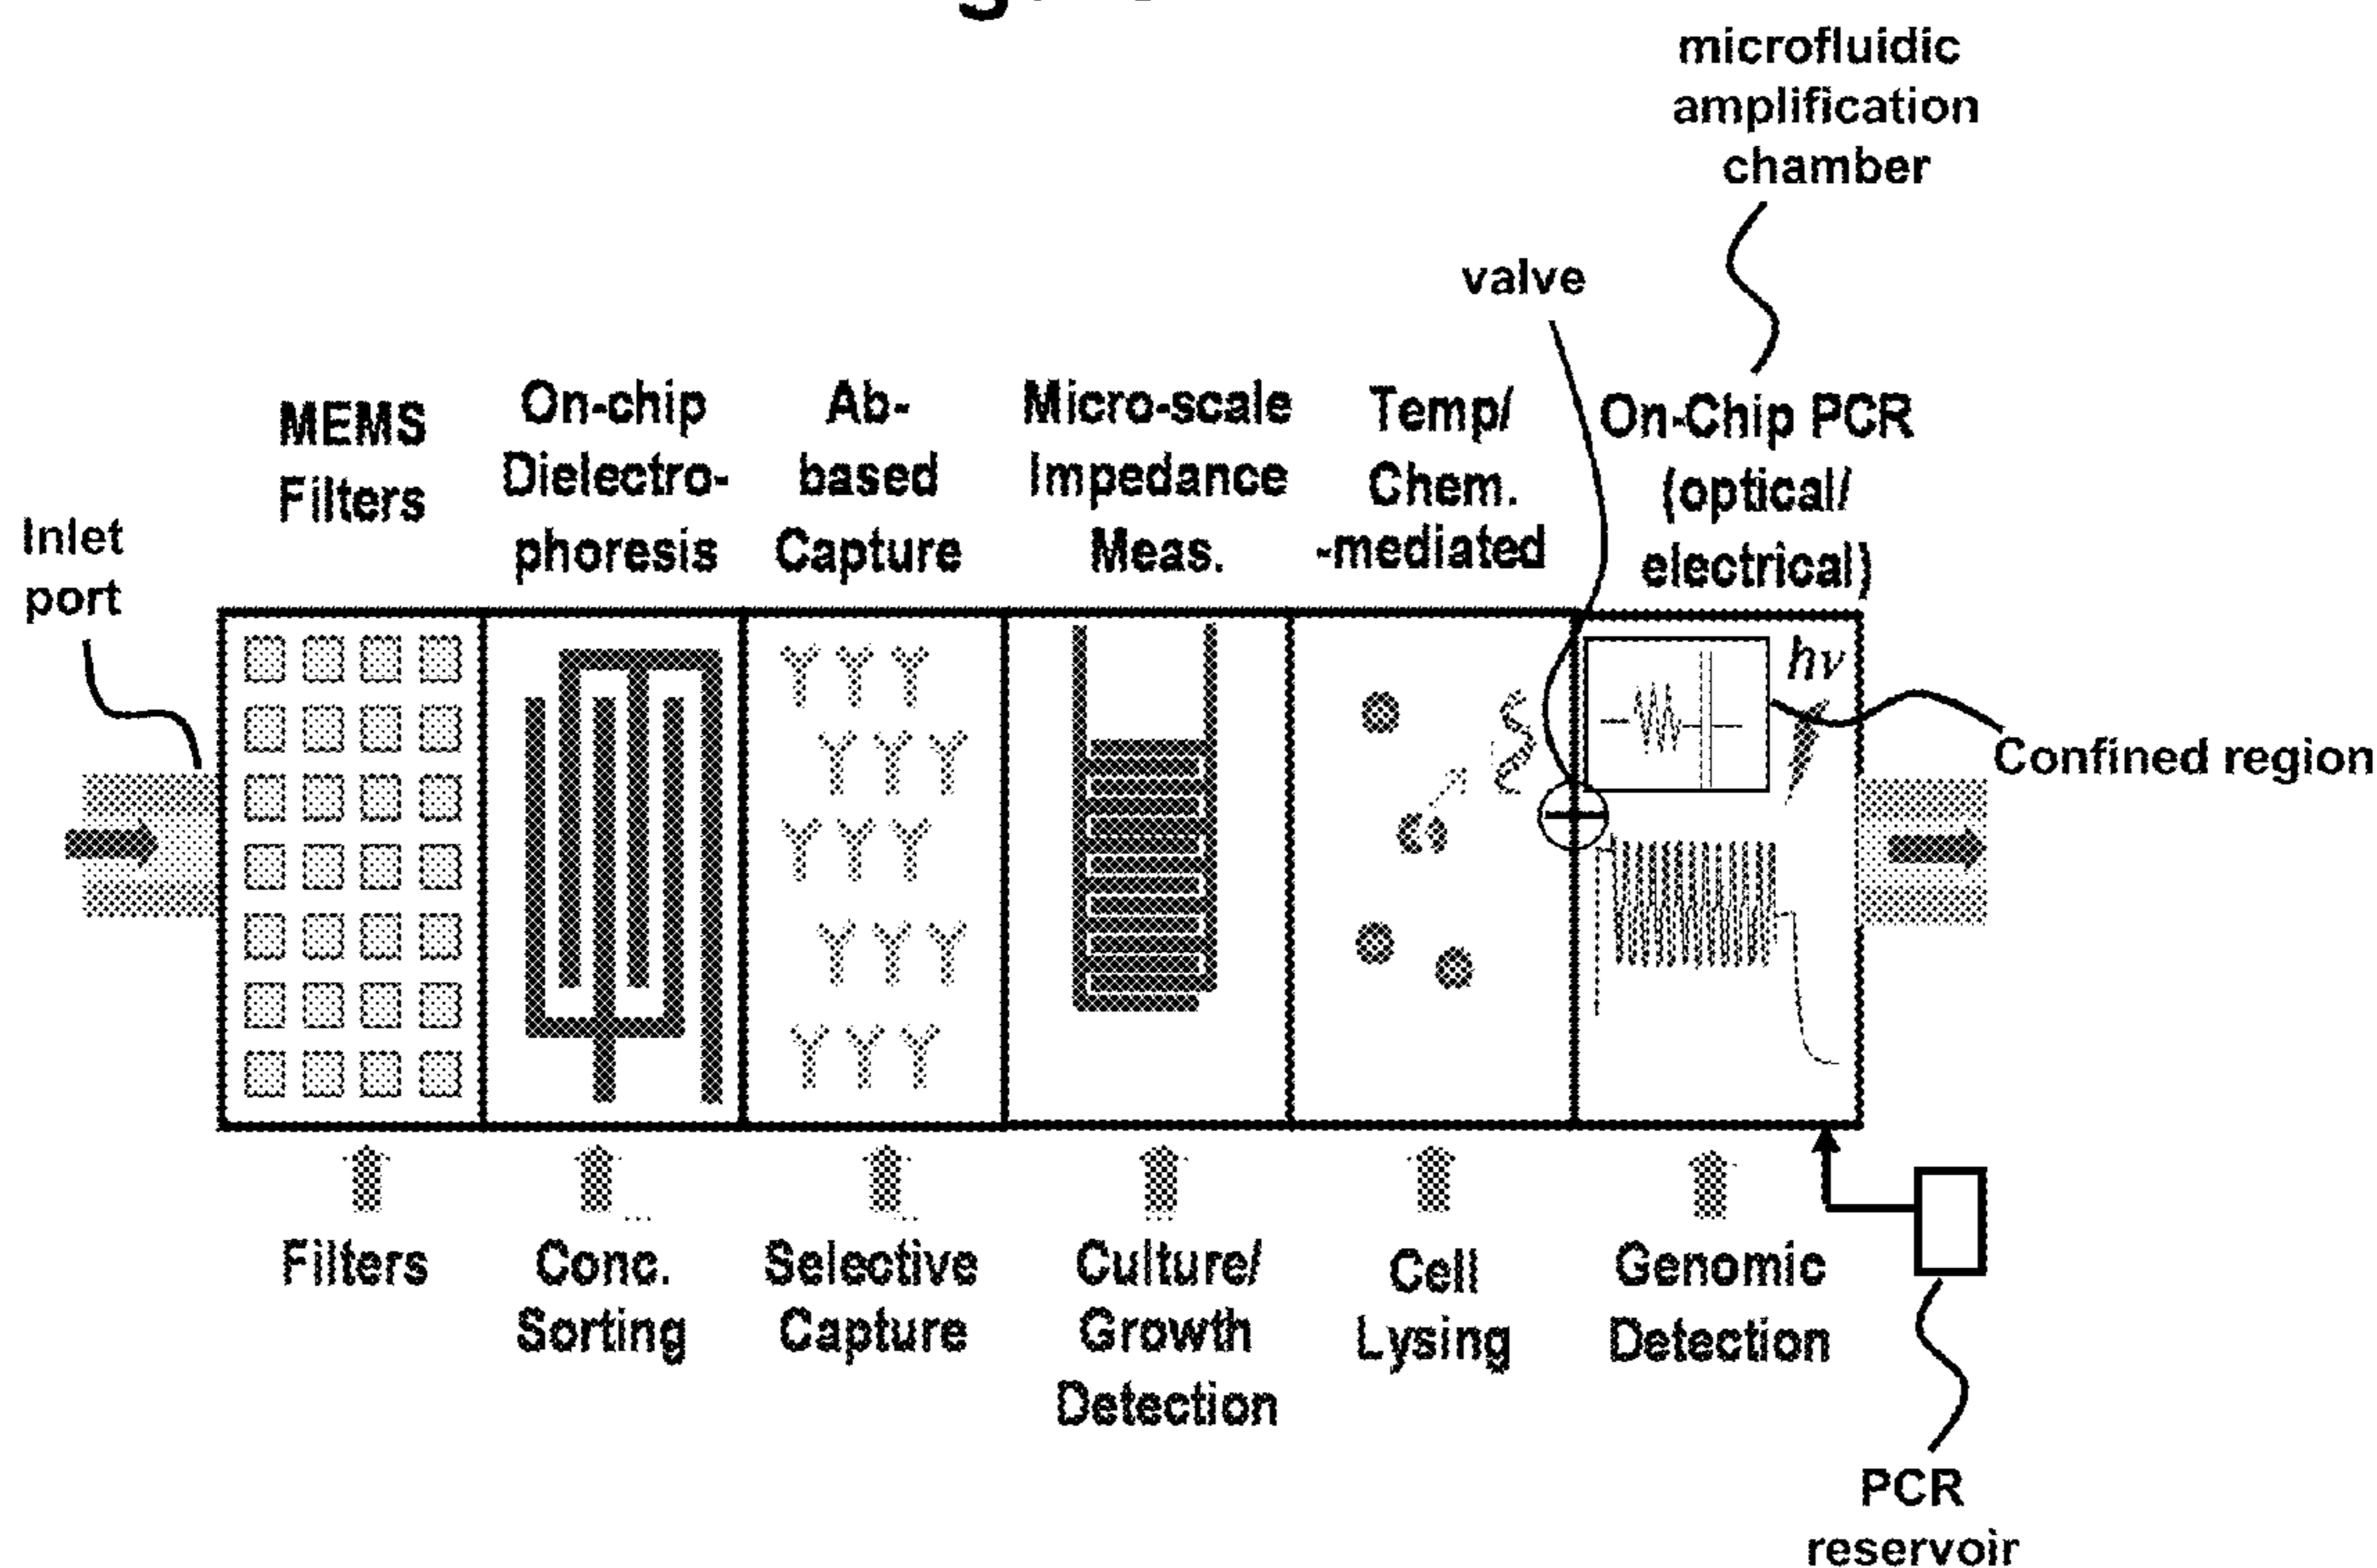 microfluidic
amplification
chamber
valve
MEMS
Filters
On-chip
Dielectro-
phoresis
Ab-
based
Capture
Micro-scale
Impedance
Meas.
Temp/
Chem.
-mediated
On-Chip PCR
(optical/
electrical)
Inlet
port
hν
Confined region
Filters
Conc.
Sorting
Selective
Capture
Culture/
Growth
Detection
Cell
Lysing
Genomic
Detection
PCR
reservoir